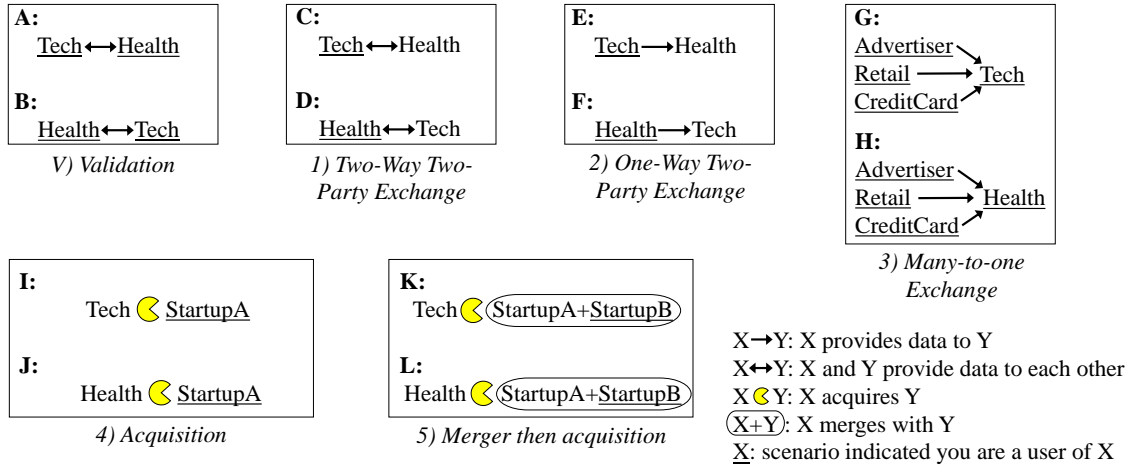 A:
Tech↔Health
B:
Health↔Tech
V) Validation
C:
Tech↔Health
D:
Health↔Tech
1) Two-Way Two-
Party Exchange
E:
Tech→Health
F:
Health→Tech
2) One-Way Two-
Party Exchange
G:
Advertiser
Retail → Tech
CreditCard
H:
Advertiser
Retail → Health
CreditCard
3) Many-to-one
Exchange
I:
Tech StartupA
J:
Health StartupA
4) Acquisition
K:
Tech StartupA+StartupB
L:
Health StartupA+StartupB
5) Merger then acquisition
X→Y: X provides data to Y
X↔Y: X and Y provide data to each other
X Y: X acquires Y
X+Y: X merges with Y
X: scenario indicated you are a user of X